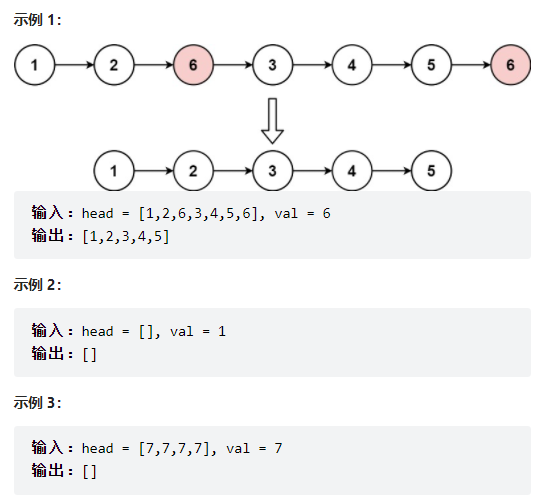 示例 1：
1 2 6 3 4 5 6
1 2 3 4 5
输入：head = [1,2,6,3,4,5,6], val = 6
输出：[1,2,3,4,5]
示例 2：
输入：head = [], val = 1
输出：[]
示例 3：
输入：head = [7,7,7,7], val = 7
输出：[]